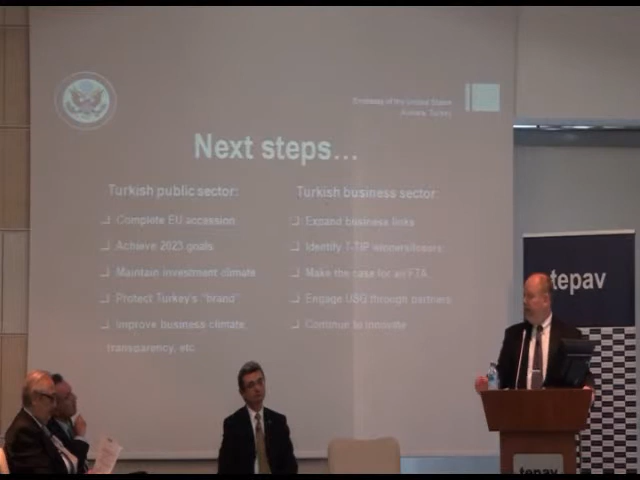 Embassy of the United States
Ankara, Turkey
Next steps…
Turkish public sector:
❑ Complete EU accession
❑ Achieve 2023 goals
❑ Maintain investment climate
❑ Protect Turkey's "brand"
❑ Improve business climate,
transparency, etc.
Turkish business sector:
❑ Expand business links
❑ Identify T-TIP winners/losers
❑ Make the case for an FTA
❑ Engage USG through partners
❑ Continue to innovate
tepav
tepav